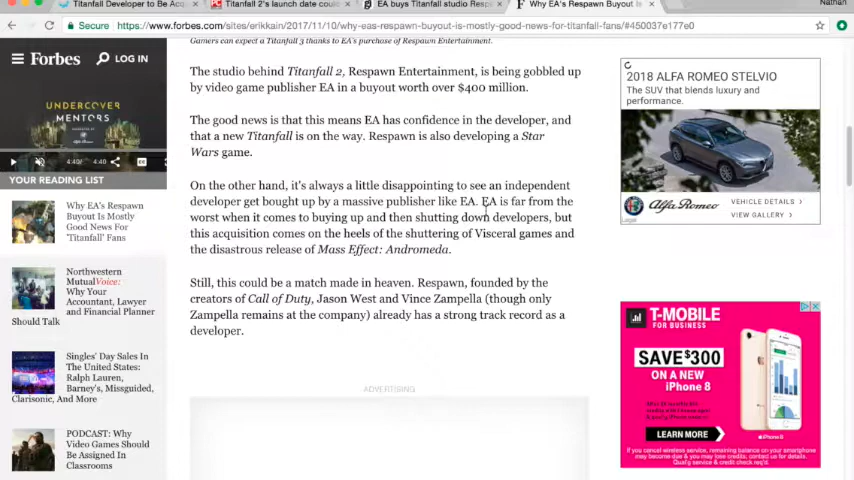 Titanfall Developer to Be Acq
Titanfall 2's launch date coul
EA buys Titanfall studio Resp
Why EA's Respawn Buyout Is
Nathan
Secure
https://www.forbes.com/sites/erikkain/2017/11/10/why-eas-respawn-buyout-is-mostly-good-news-for-titanfall-fans/#450037e177e0
Gamers can expect a Titanfall 3 thanks to EA's purchase of Respawn Entertainment.
Forbes
LOG IN
UNDERCOVER
MENTORS
4:40/ 4:40
CC
YOUR READING LIST
Why EA's Respawn
Buyout Is Mostly
Good News For
'Titanfall' Fans
Northwestern
MutualVoice:
Why Your
Accountant, Lawyer
and Financial Planner
Should Talk
Singles' Day Sales In
The United States:
Ralph Lauren,
Barney's, Missguided,
Clarisonic, And More
PODCAST: Why
Video Games Should
Be Assigned In
Classrooms
The studio behind Titanfall 2, Respawn Entertainment, is being gobbled up
by video game publisher EA in a buyout worth over $400 million.
The good news is that this means EA has confidence in the developer, and
that a new Titanfall is on the way. Respawn is also developing a Star
Wars game.
On the other hand, it's always a little disappointing to see an independent
developer get bought up by a massive publisher like EA. EA is far from the
worst when it comes to buying up and then shutting down developers, but
this acquisition comes on the heels of the shuttering of Visceral games and
the disastrous release of Mass Effect: Andromeda.
Still, this could be a match made in heaven. Respawn, founded by the
creators of Call of Duty, Jason West and Vince Zampella (though only
Zampella remains at the company) already has a strong track record as a
developer.
ADVERTISING
2018 ALFA ROMEO STELVIO
The SUV that blends luxury and
performance.
Legal
Alfa Romeo
VEHICLE DETAILS
VIEW GALLERY
T-MOBILE
FOR BUSINESS
SAVE $300
ON A NEW
iPhone 8
LEARN MORE
iPhone 8
If you cancel wireless service, remaining balance on your smartphone